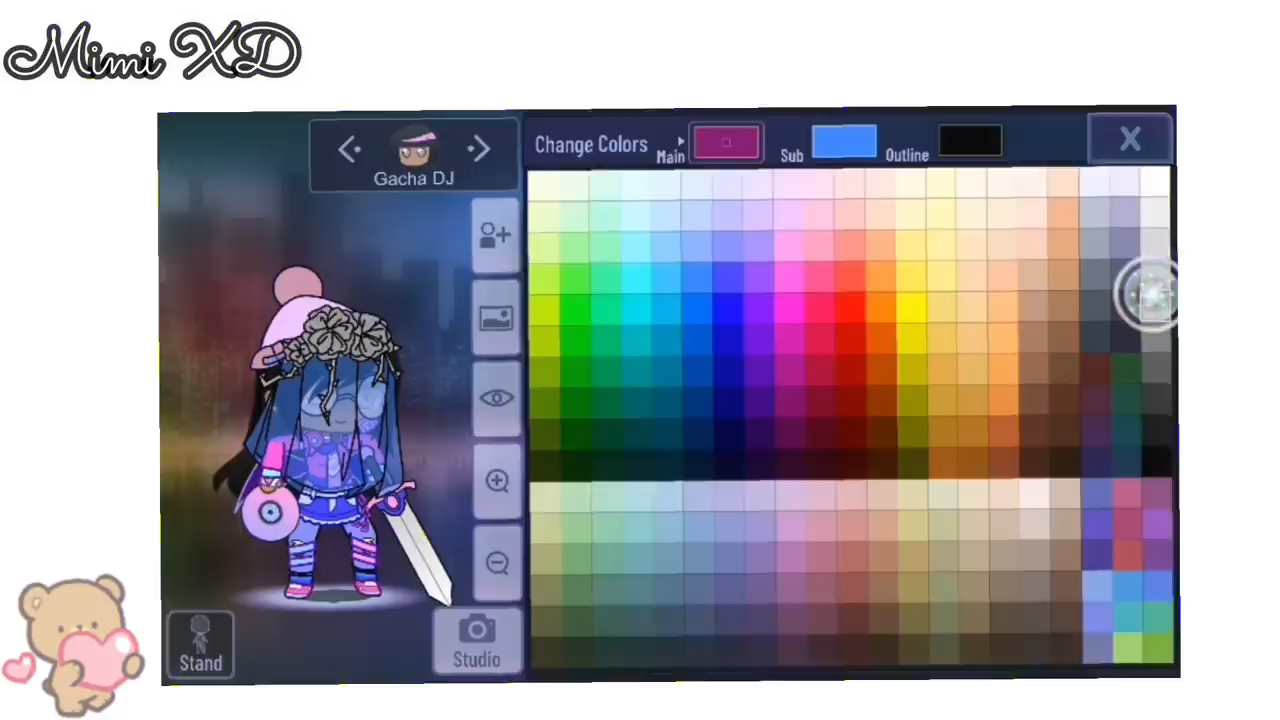 Mimi XD
Gacha DJ
Change Colors
Main
Sub
Outline
X
Stand
Studio